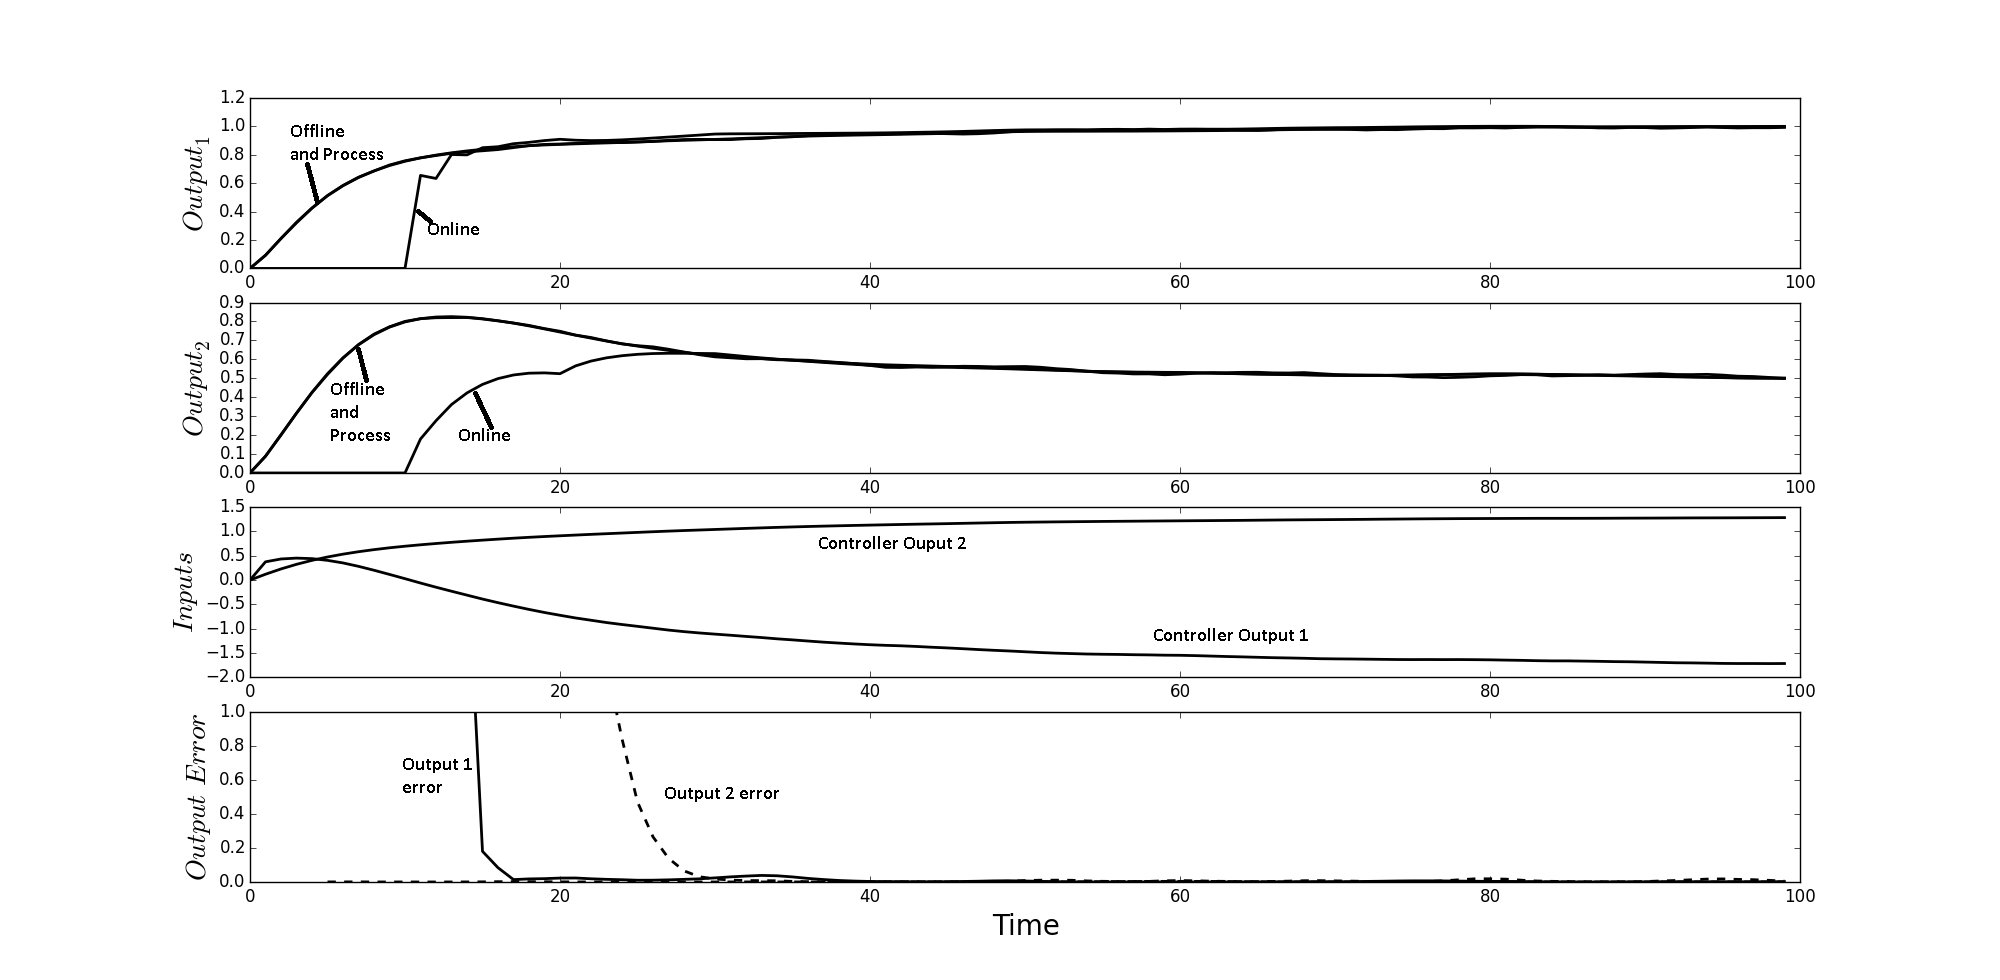 1.2
1.0
0.8
0.6
0.4
0.2
0.0
Output1
Offline
and Process
Online
0 20 40 60 80 100
0.9
0.8
0.7
0.6
0.5
0.4
0.3
0.2
0.1
0.0
Output2
Offline
and
Process
Online
0 20 40 60 80 100
1.5
1.0
0.5
0.0
−0.5
−1.0
−1.5
−2.0
Inputs
Controller Ouput 2
Controller Output 1
0 20 40 60 80 100
1.0
0.8
0.6
0.4
0.2
0.0
Output Error
Output 1
error
Output 2 error
0 20 40 60 80 100
Time